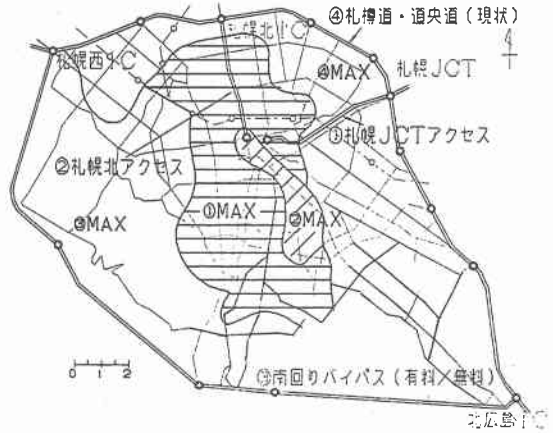 ④札樽道・道央道（現状）
札幌北IC
札幌西IC
④MAX
札幌JCT
①札幌JCTアクセス
②札幌北アクセス
③MAX
①MAX
②MAX
0 1 2
③南回りバイパス（有料／無料）
北広島IC